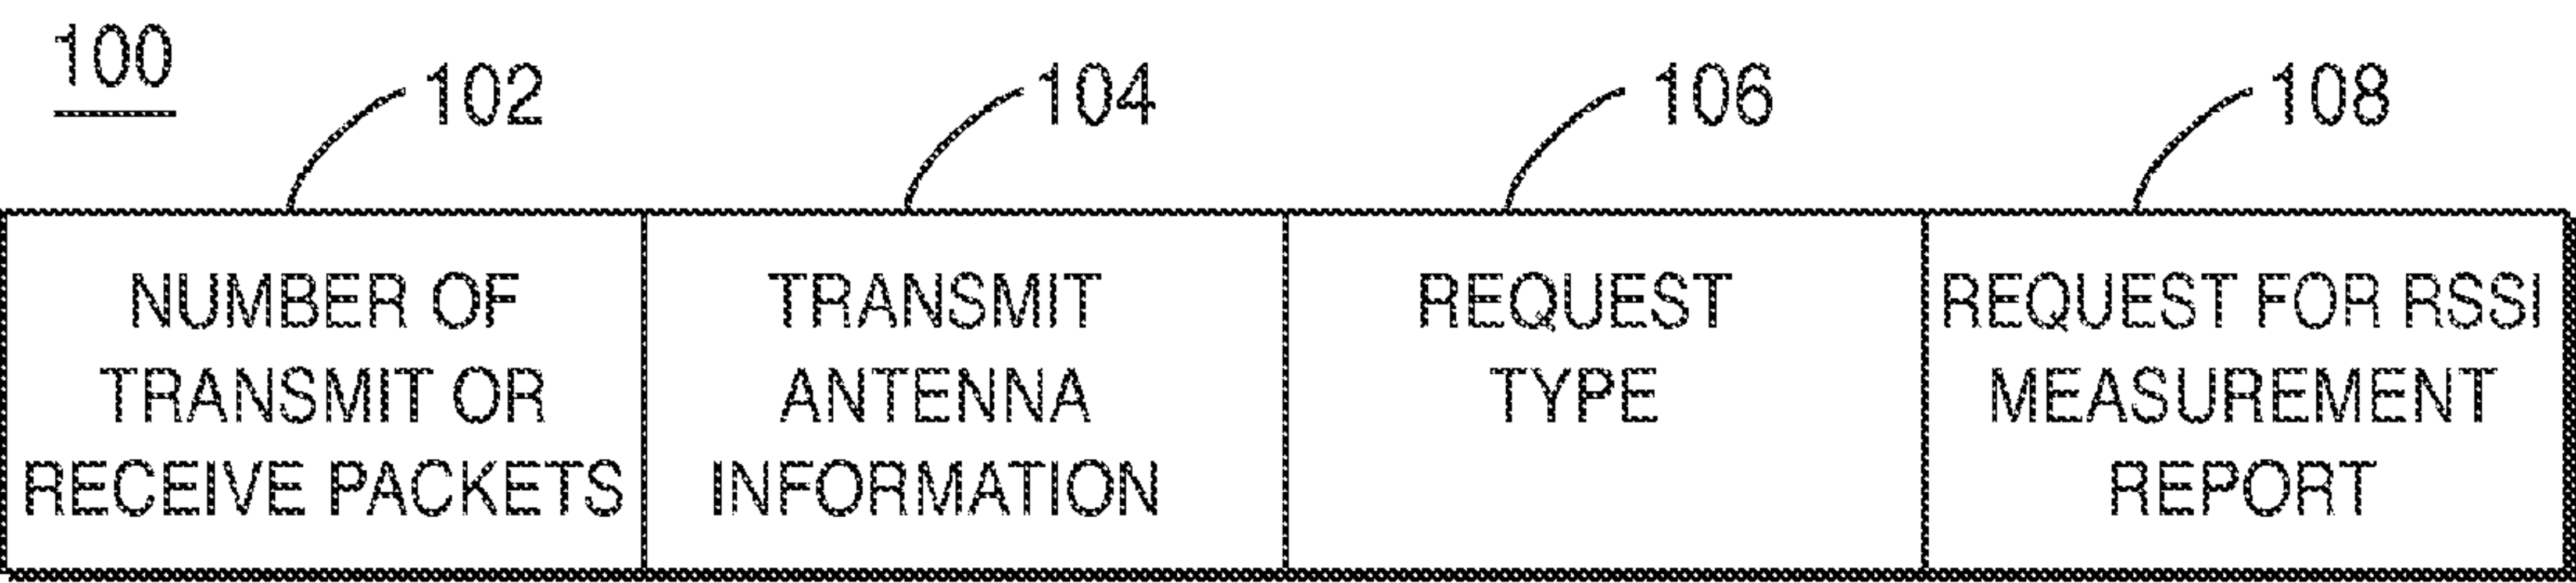 100
102
104
106
108
NUMBER OF
TRANSMIT OR
RECEIVE PACKETS
TRANSMIT
ANTENNA
INFORMATION
REQUEST
TYPE
REQUEST FOR RSSI
MEASUREMENT
REPORT